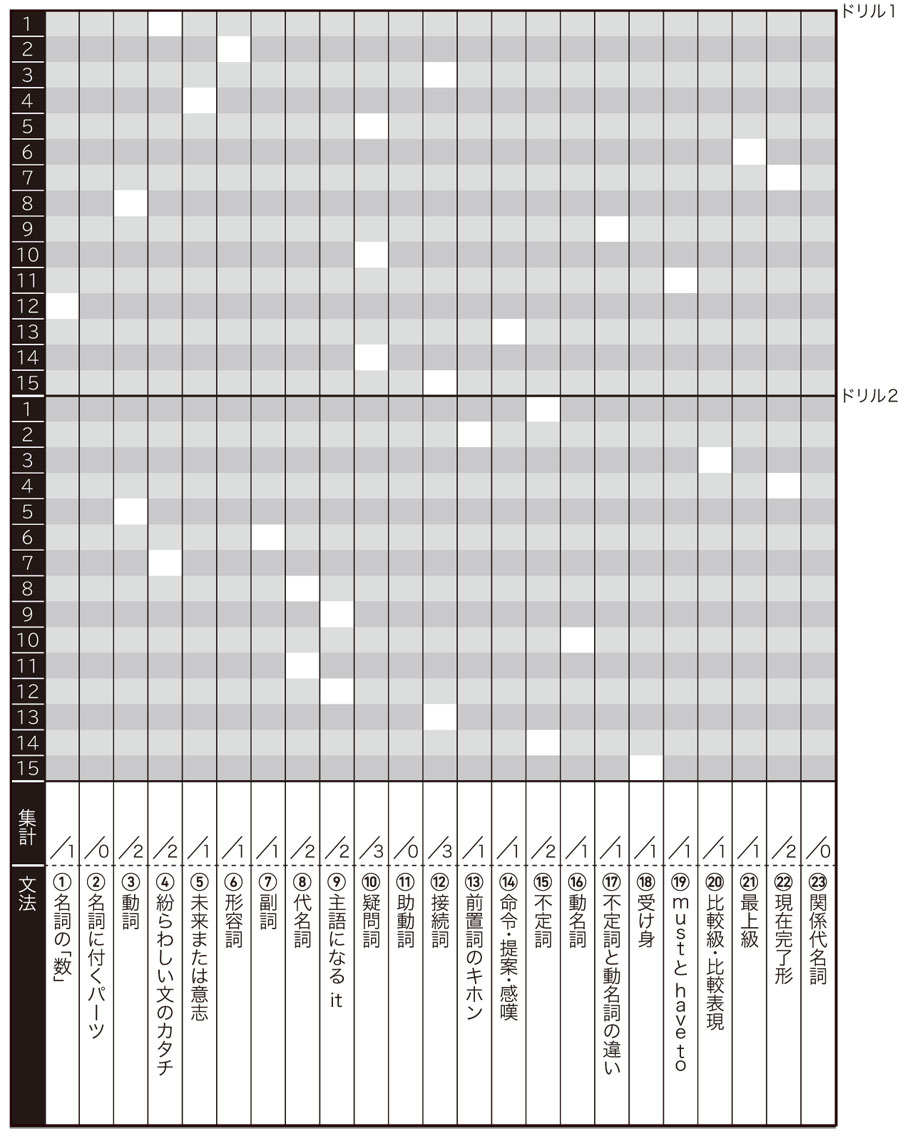 ドリル1
1
2
3
4
5
6
7
8
9
10
11
12
13
14
15
ドリル2
1
2
3
4
5
6
7
8
9
10
11
12
13
14
15
集計
/1
/0
/2
/2
/1
/1
/1
/2
/2
/3
/0
/3
/1
/1
/2
/1
/1
/1
/1
/1
/1
/2
/0
文法
①名詞の「数」
②名詞に付くパーツ
③動詞
④紛らわしい文のカタチ
⑤未来または意志
⑥形容詞
⑦副詞
⑧代名詞
⑨主語になる it
⑩疑問詞
⑪助動詞
⑫接続詞
⑬前置詞のキホン
⑭命令・提案・感嘆
⑮不定詞
⑯動名詞
⑰不定詞と動名詞の違い
⑱受け身
⑲mustと have to
⑳比較級・比較表現
㉑最上級
㉒現在完了形
㉓関係代名詞